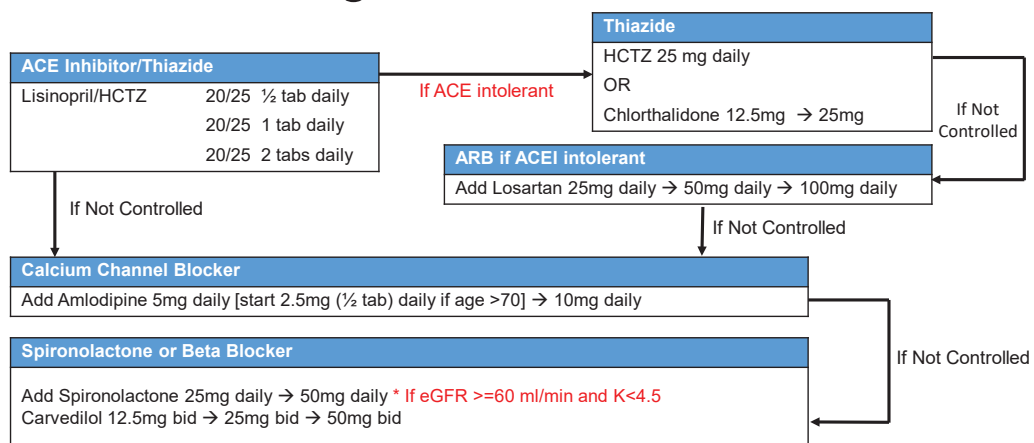 Thiazide
HCTZ 25 mg daily
OR
Chlorthalidone 12.5mg → 25mg
ACE Inhibitor/Thiazide
Lisinopril/HCTZ 20/25 ½ tab daily
20/25 1 tab daily
20/25 2 tabs daily
If ACE intolerant
If Not
Controlled
ARB if ACEI intolerant
Add Losartan 25mg daily → 50mg daily → 100mg daily
If Not Controlled
If Not Controlled
Calcium Channel Blocker
Add Amlodipine 5mg daily [start 2.5mg (½ tab) daily if age >70] → 10mg daily
If Not Controlled
Spironolactone or Beta Blocker
Add Spironolactone 25mg daily → 50mg daily * If eGFR >=60 ml/min and K<4.5
Carvedilol 12.5mg bid → 25mg bid → 50mg bid